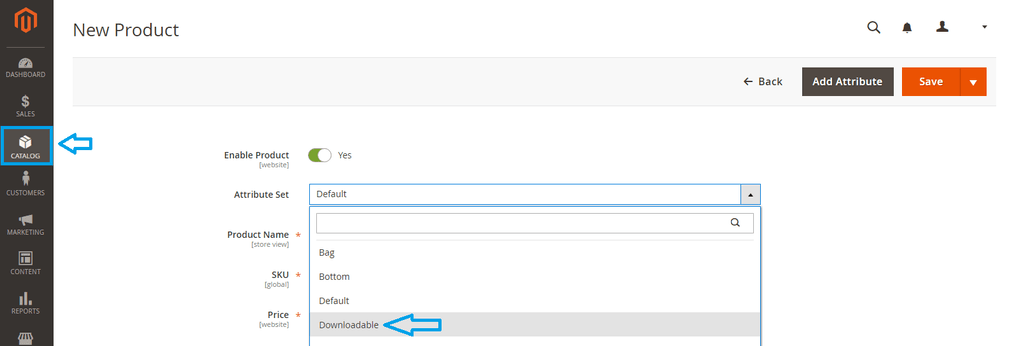 New Product
DASHBOARD
SALES
CATALOG
CUSTOMERS
MARKETING
CONTENT
REPORTS
Back
Add Attribute
Save
Enable Product
[website]
Yes
Attribute Set
Default
Product Name *
[store view]
SKU *
[global]
Price *
[website]
Bag
Bottom
Default
Downloadable